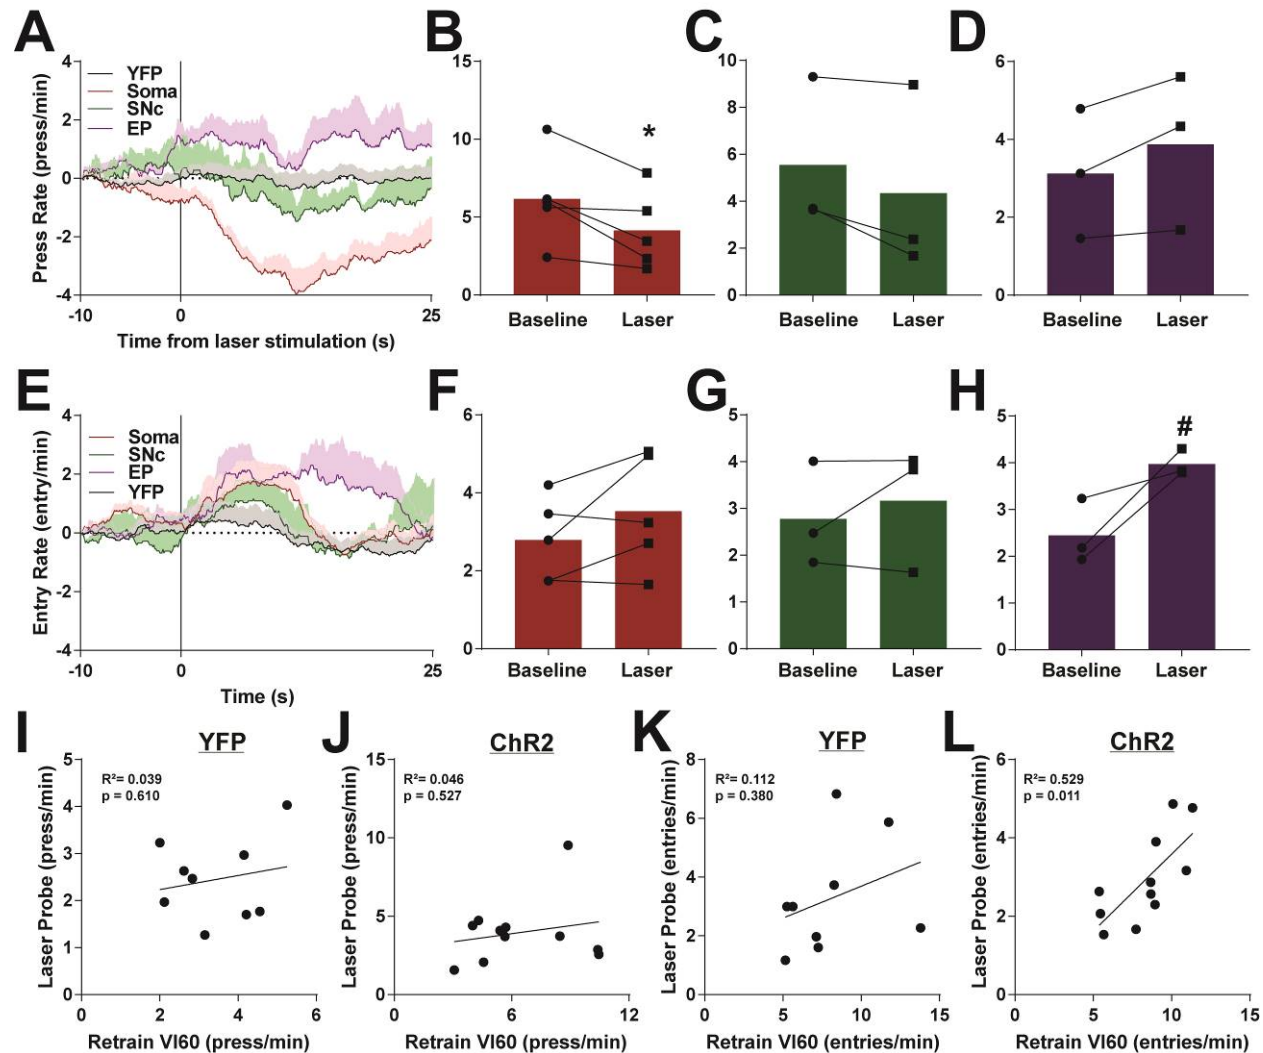 A
Press Rate (press/min)
4
2
0
-2
-4
YFP
Soma
SNc
EP
-10
0
25
Time from laser stimulation (s)
B
15
10
5
0
*
Baseline
Laser
C
10
8
6
4
2
0
Baseline
Laser
D
6
4
2
0
Baseline
Laser
E
Entry Rate (entry/min)
4
2
0
-2
-4
Soma
SNc
EP
YFP
-10
0
25
Time (s)
F
6
4
2
0
Baseline
Laser
G
5
4
3
2
1
0
Baseline
Laser
H
5
4
3
2
1
0
#
Baseline
Laser
I
YFP
Laser Probe (press/min)
5
4
3
2
1
0
R²= 0.039
p = 0.610
0
2
4
6
Retrain VI60 (press/min)
J
ChR2
Laser Probe (press/min)
15
10
5
0
R²= 0.046
p = 0.527
0
6
12
Retrain VI60 (press/min)
K
YFP
Laser Probe (entries/min)
8
6
4
2
0
R²= 0.112
p = 0.380
0
5
10
15
Retrain VI60 (entries/min)
L
ChR2
Laser Probe (entries/min)
6
4
2
0
R²= 0.529
p = 0.011
0
5
10
15
Retrain VI60 (entries/min)